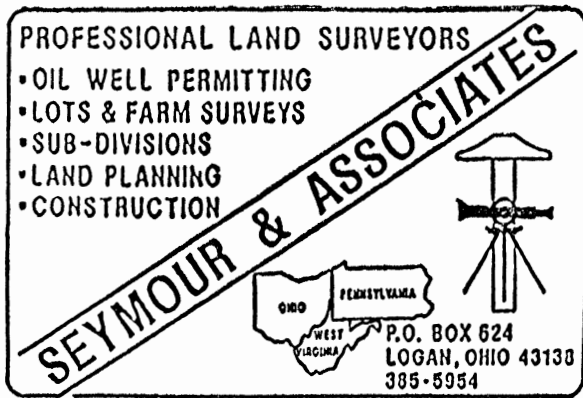 PROFESSIONAL LAND SURVEYORS
•OIL WELL PERMITTING
•LOTS & FARM SURVEYS
•SUB-DIVISIONS
•LAND PLANNING
•CONSTRUCTION
SEYMOUR & ASSOCIATES
OHIO
PENNSYLVANIA
WEST
VIRGINIA
P.O. BOX 624
LOGAN, OHIO 43138
385-5954